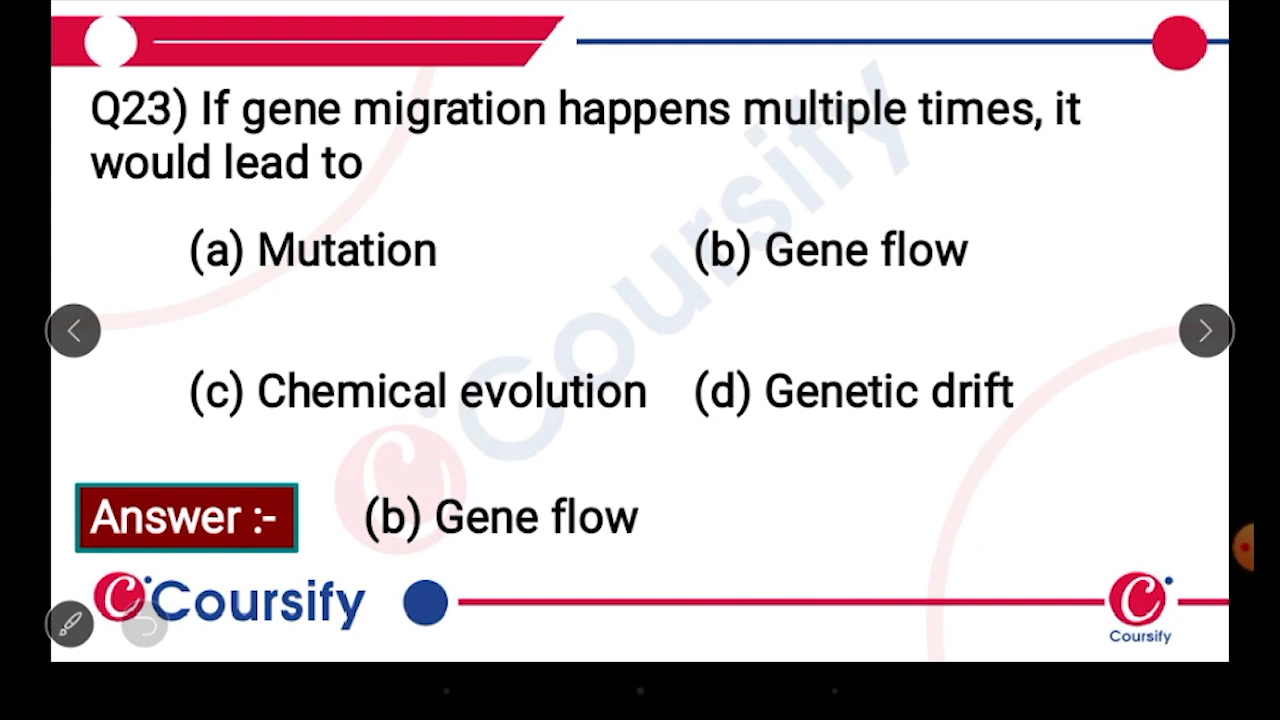 Q23) If gene migration happens multiple times, it
would lead to
(a) Mutation
(b) Gene flow
(c) Chemical evolution
(d) Genetic drift
Answer :-
(b) Gene flow
Coursify
Coursify
Coursify